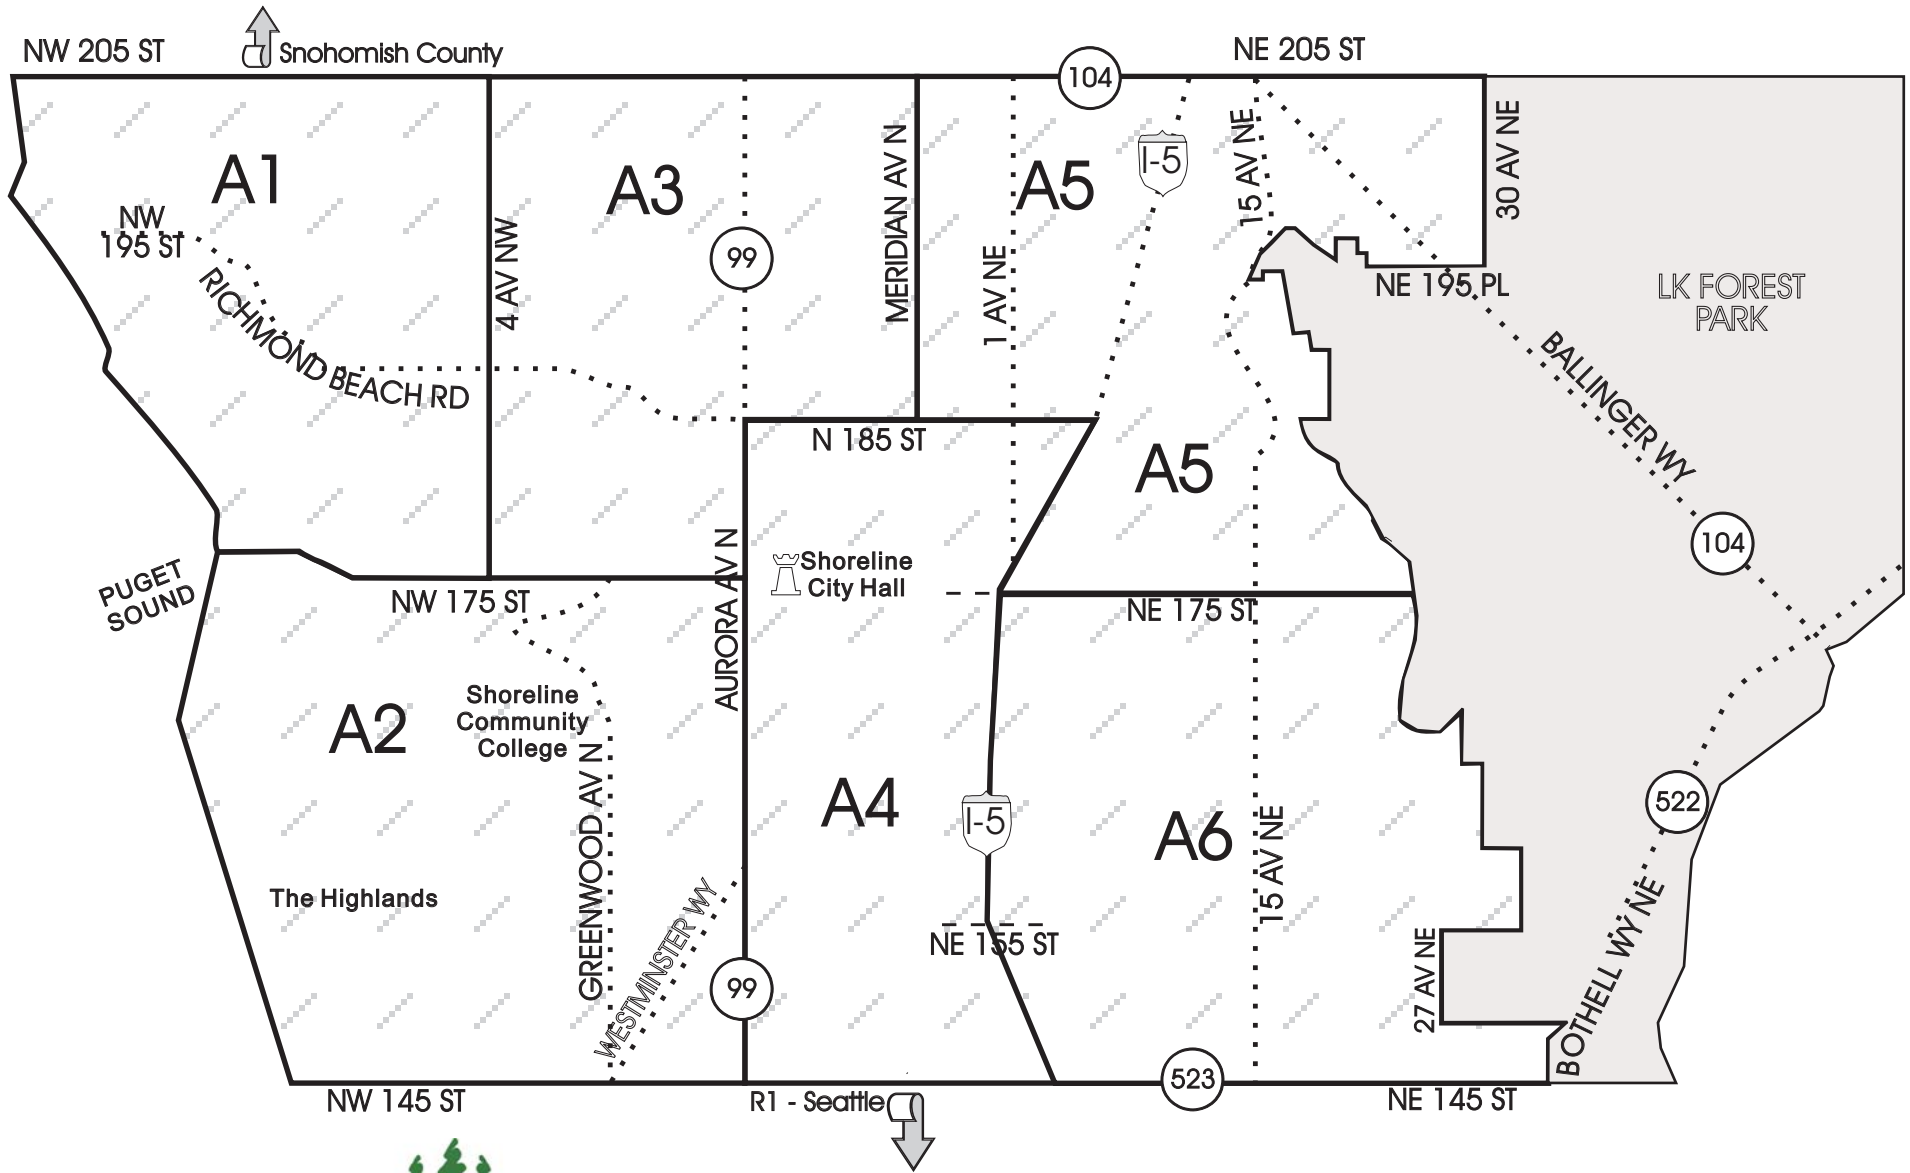 NW 205 ST
Snohomish County
NE 205 ST
104
30 AV NE
15 AV NE
I-5
MERIDIAN AV N
A1
A3
A5
NW
195 ST
4 AV NW
99
1 AV NE
RICHMOND BEACH RD
NE 195 PL
LK FOREST
PARK
BALLINGER WY
N 185 ST
A5
104
AURORA AV N
Shoreline
City Hall
PUGET
SOUND
NW 175 ST
NE 175 ST
A2
Shoreline
Community
College
GREENWOOD AV N
A4
I-5
A6
15 AV NE
522
The Highlands
WESTMINSTER WY
NE 155 ST
27 AV NE
BOTHELL WY NE
99
523
NW 145 ST
R1 - Seattle
NE 145 ST